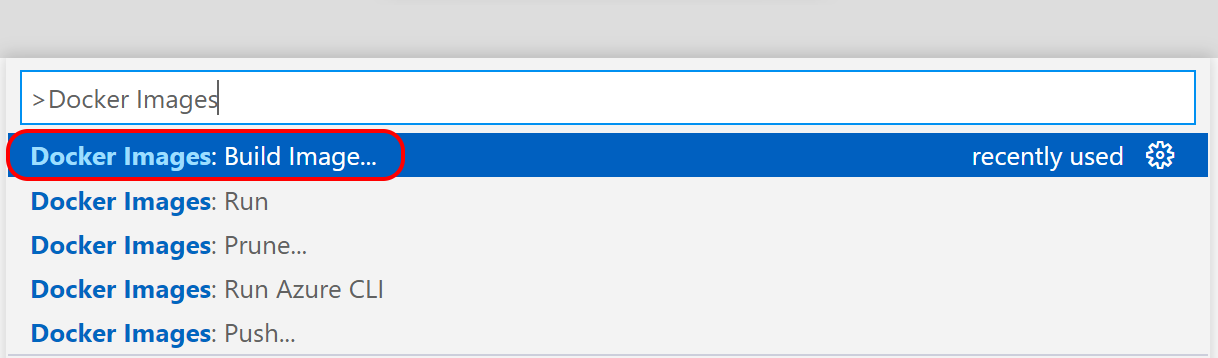 >Docker Images
Docker Images: Build Image... recently used
Docker Images: Run
Docker Images: Prune...
Docker Images: Run Azure CLI
Docker Images: Push...